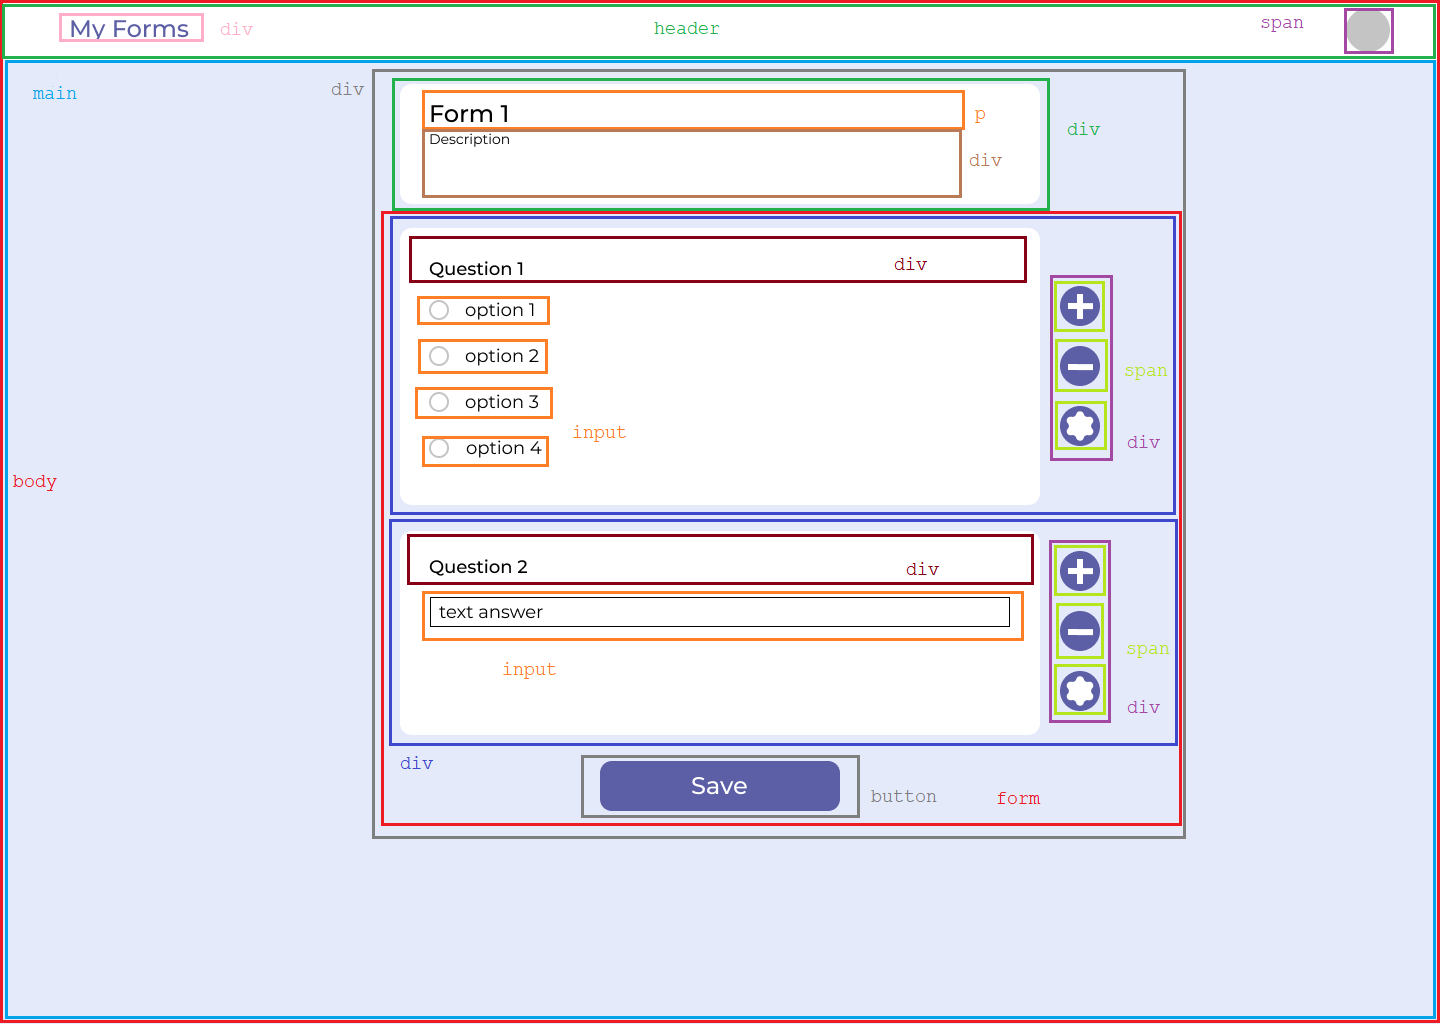 My Forms
div
header
span
main
div
Form 1
p
Description
div
div
Question 1
div
option 1
option 2
option 3
input
option 4
span
div
body
Question 2
div
text answer
input
span
div
div
Save
button
form